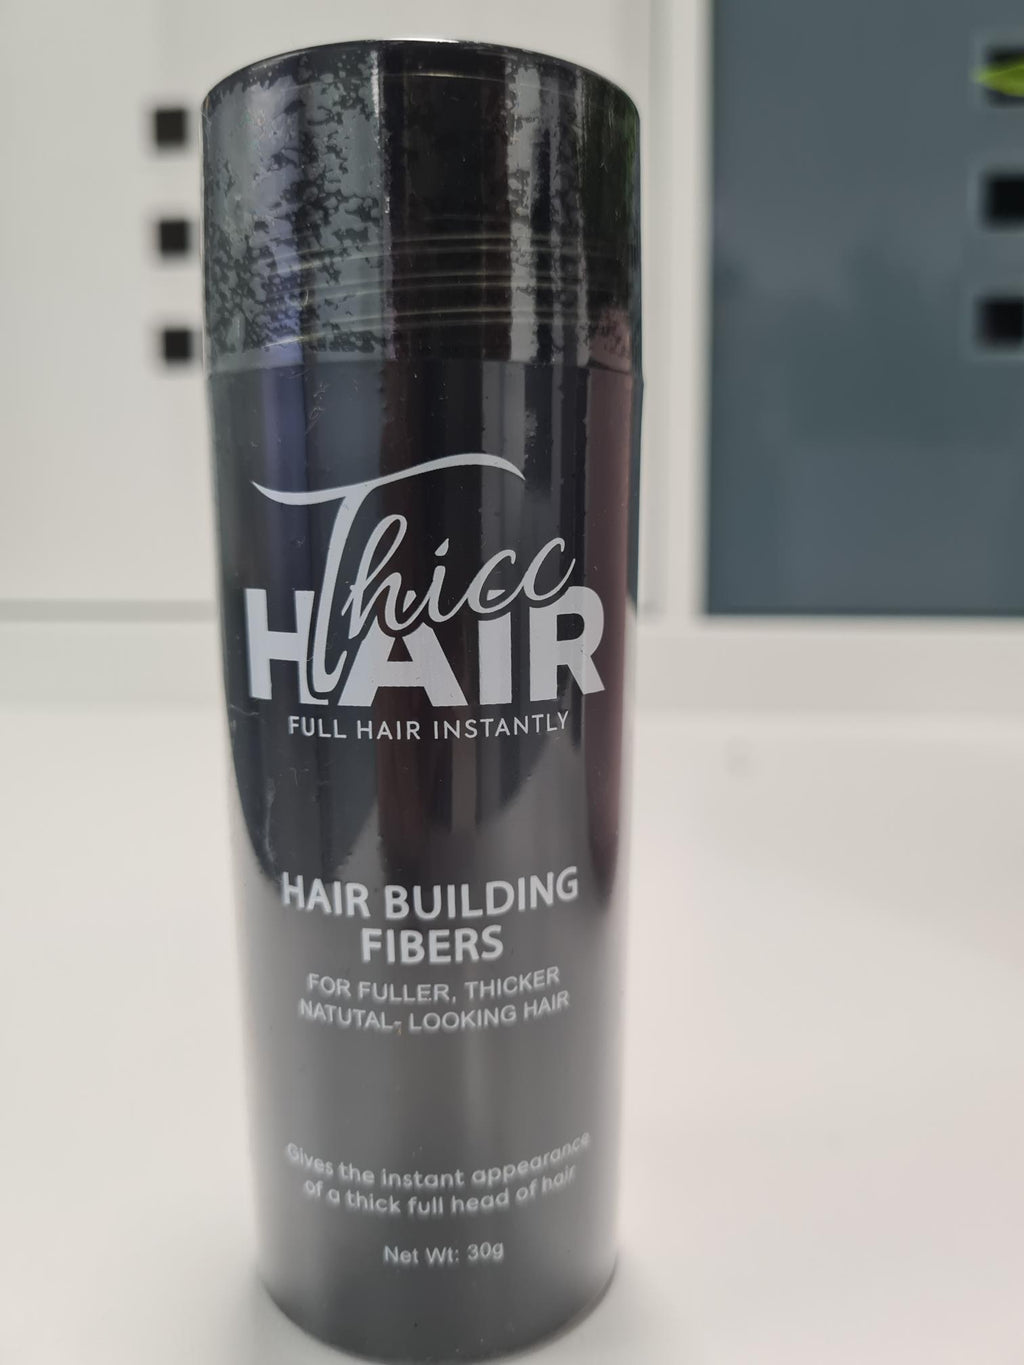 Thicc
HAIR
FULL HAIR INSTANTLY
HAIR BUILDING
FIBERS
FOR FULLER, THICKER
NATUTAL- LOOKING HAIR
Gives the instant appearance
of a thick full head of hair
Net Wt: 30g